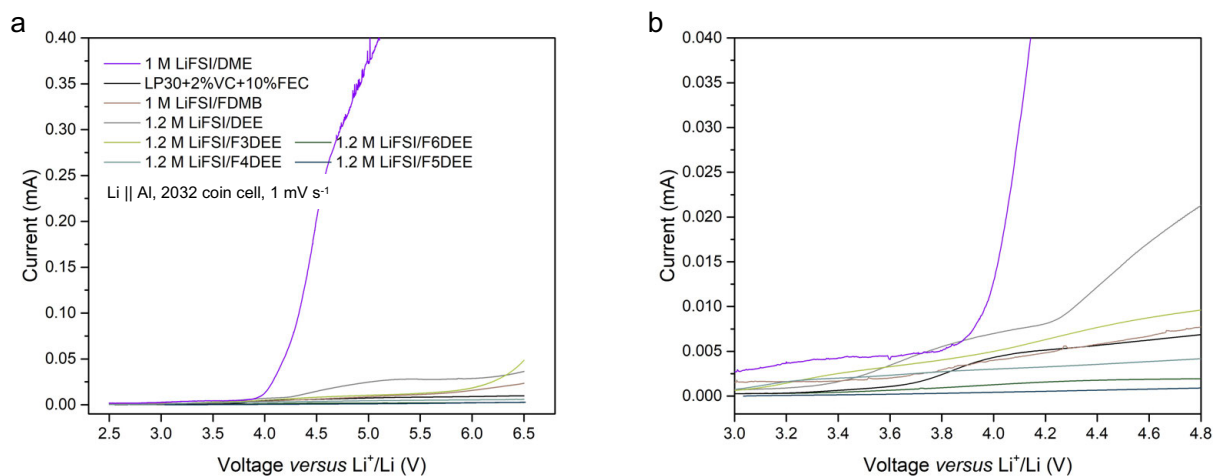 a
0.40
0.35
0.30
0.25
0.20
0.15
0.10
0.05
0.00
Current (mA)
1 M LiFSI/DME
LP30+2%VC+10%FEC
1 M LiFSI/FDMB
1.2 M LiFSI/DEE
1.2 M LiFSI/F3DEE
1.2 M LiFSI/F6DEE
1.2 M LiFSI/F4DEE
1.2 M LiFSI/F5DEE
Li || Al, 2032 coin cell, 1 mV s⁻¹
2.5 3.0 3.5 4.0 4.5 5.0 5.5 6.0 6.5
Voltage versus Li⁺/Li (V)
b
0.040
0.035
0.030
0.025
0.020
0.015
0.010
0.005
0.000
Current (mA)
3.0 3.2 3.4 3.6 3.8 4.0 4.2 4.4 4.6 4.8
Voltage versus Li⁺/Li (V)